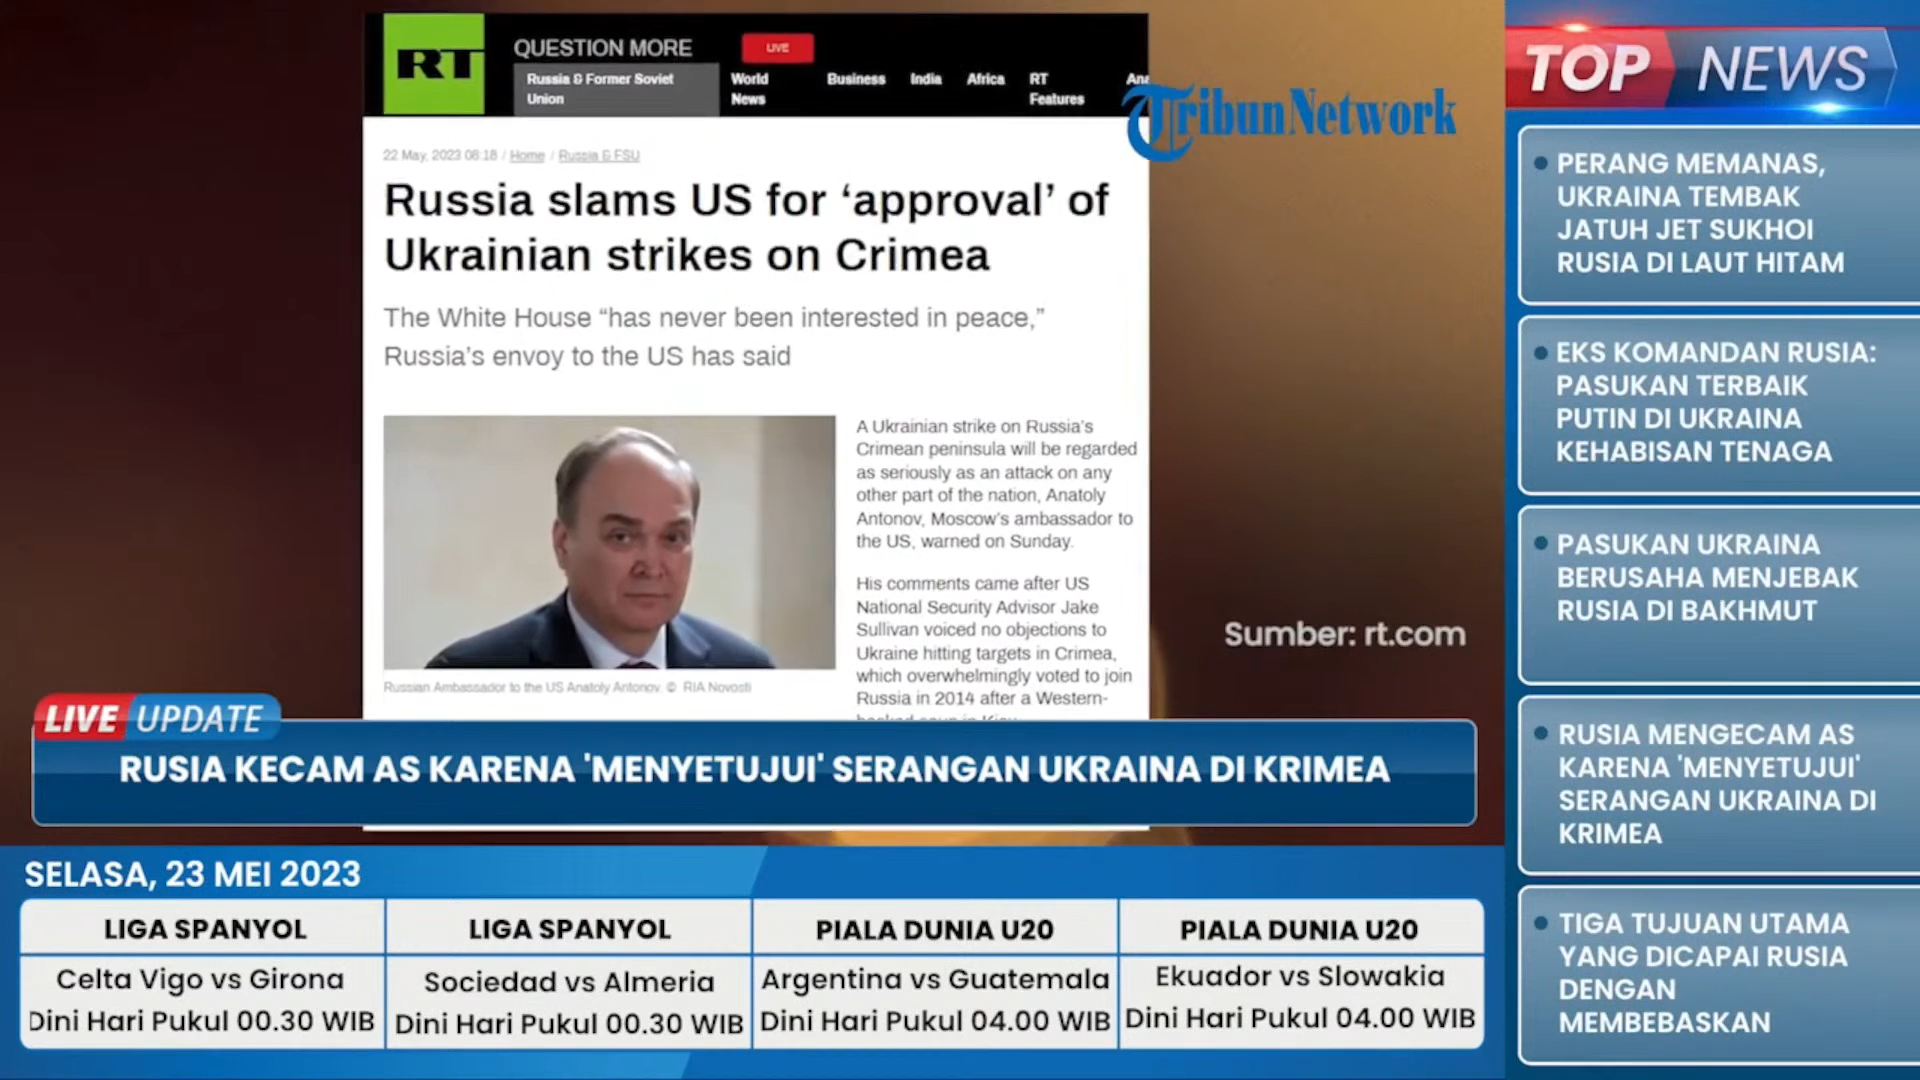 RT
QUESTION MORE
LIVE
Russia & Former Soviet
Union
World
News
Business
India
Africa
RT
Features
TribunNetwork
22 May, 2023 08:18 / Home / Russia & FSU
Russia slams US for ‘approval’ of
Ukrainian strikes on Crimea
The White House “has never been interested in peace,”
Russia’s envoy to the US has said
A Ukrainian strike on Russia’s
Crimean peninsula will be regarded
as seriously as an attack on any
other part of the nation, Anatoly
Antonov, Moscow’s ambassador to
the US, warned on Sunday.
His comments came after US
National Security Advisor Jake
Sullivan voiced no objections to
Ukraine hitting targets in Crimea,
which overwhelmingly voted to join
Russia in 2014 after a Western-
Russian Ambassador to the US Anatoly Antonov. © RIA Novosti
Sumber: rt.com
LIVE UPDATE
RUSIA KECAM AS KARENA 'MENYETUJUI' SERANGAN UKRAINA DI KRIMEA
SELASA, 23 MEI 2023
LIGA SPANYOL
Celta Vigo vs Girona
Dini Hari Pukul 00.30 WIB
LIGA SPANYOL
Sociedad vs Almeria
Dini Hari Pukul 00.30 WIB
PIALA DUNIA U20
Argentina vs Guatemala
Dini Hari Pukul 04.00 WIB
PIALA DUNIA U20
Ekuador vs Slowakia
Dini Hari Pukul 04.00 WIB
TOP NEWS
PERANG MEMANAS,
UKRAINA TEMBAK
JATUH JET SUKHOI
RUSIA DI LAUT HITAM
EKS KOMANDAN RUSIA:
PASUKAN TERBAIK
PUTIN DI UKRAINA
KEHABISAN TENAGA
PASUKAN UKRAINA
BERUSAHA MENJEBAK
RUSIA DI BAKHMUT
RUSIA MENGECAM AS
KARENA 'MENYETUJUI'
SERANGAN UKRAINA DI
KRIMEA
TIGA TUJUAN UTAMA
YANG DICAPAI RUSIA
DENGAN
MEMBEBASKAN